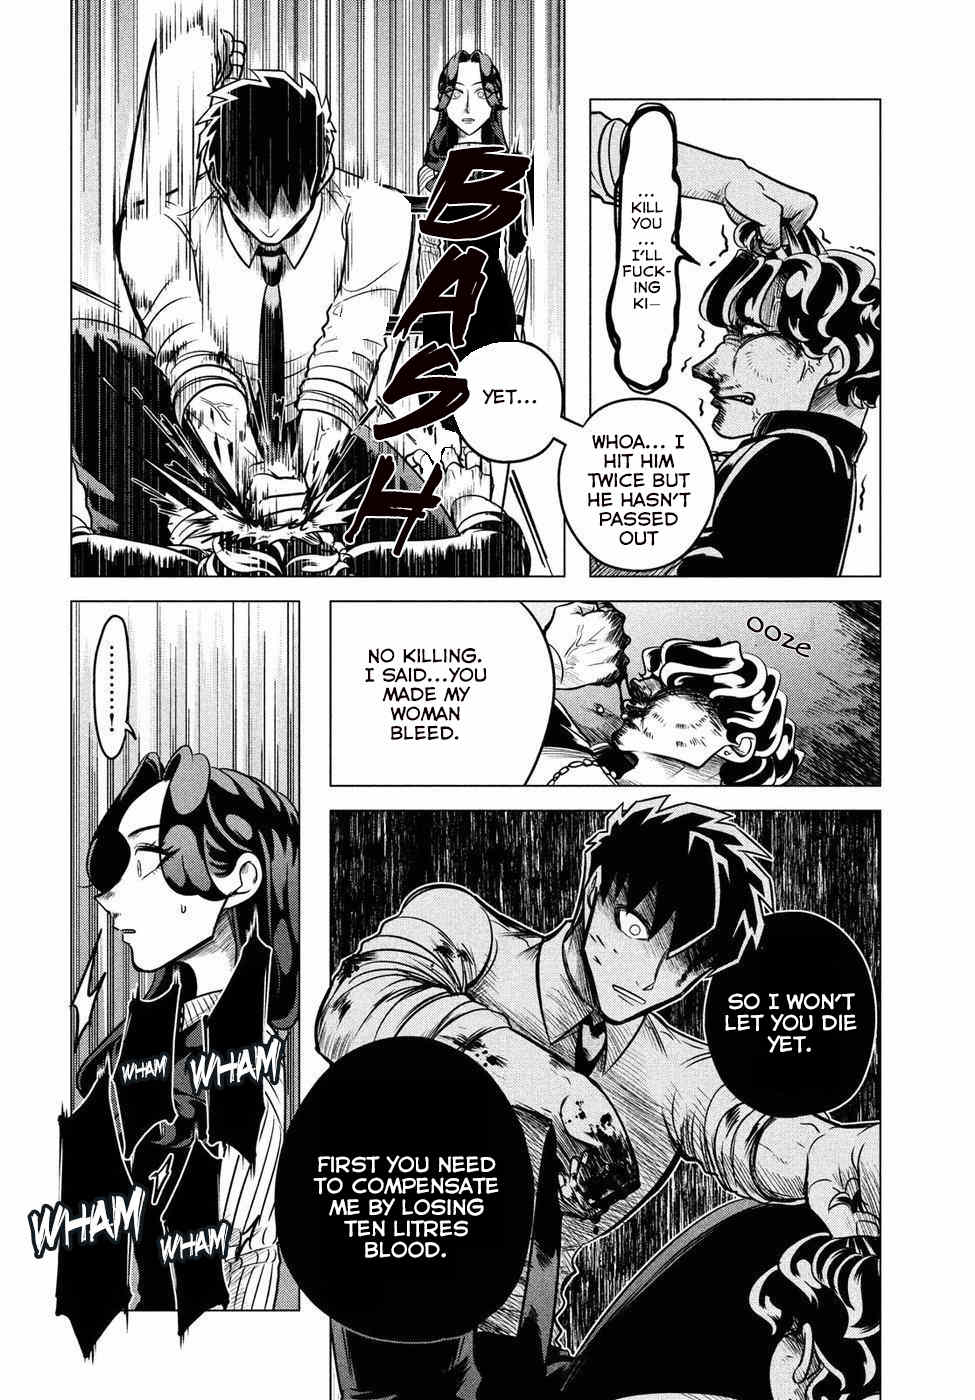 ...
KILL
YOU
...
I'LL
FUCK-
ING
KI—
WHOA... I
HIT HIM
TWICE BUT
HE HASN'T
PASSED
OUT
YET...
BASH
OOZE
NO KILLING.
I SAID...YOU
MADE MY
WOMAN
BLEED.
..........
WHAM
WHAM
WHAM
WHAM
SO I WON'T
LET YOU DIE
YET.
FIRST YOU NEED
TO COMPENSATE
ME BY LOSING
TEN LITRES
BLOOD.